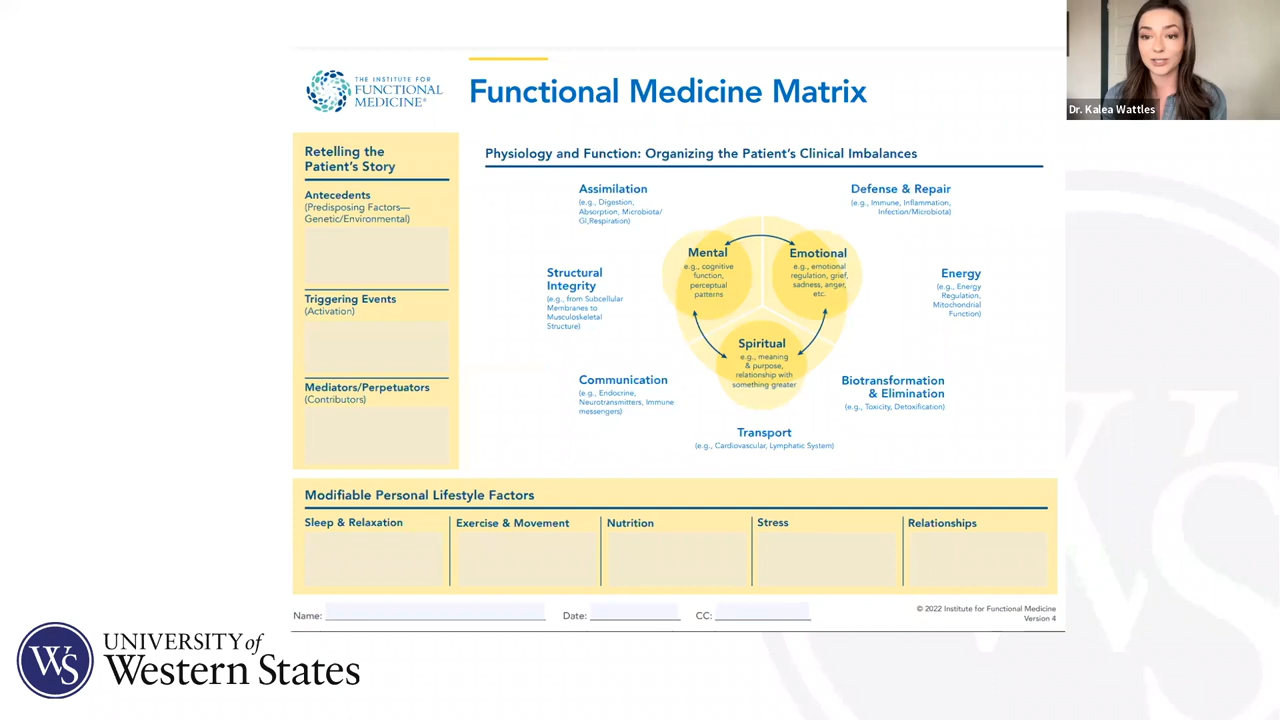 Dr. Kalea Wattles
THE INSTITUTE FOR
FUNCTIONAL
MEDICINE®
Functional Medicine Matrix
Retelling the
Patient's Story
Antecedents
(Predisposing Factors—
Genetic/Environmental)
Triggering Events
(Activation)
Mediators/Perpetuators
(Contributors)
Physiology and Function: Organizing the Patient's Clinical Imbalances
Assimilation
(e.g., Digestion,
Absorption, Microbiota/
GI,Respiration)
Defense & Repair
(e.g., Immune, Inflammation,
Infection/Microbiota)
Mental
e.g., cognitive
function,
perceptual
patterns
Emotional
e.g., emotional
regulation, grief,
sadness, anger,
etc.
Structural
Integrity
(e.g., from Subcellular
Membranes to
Musculoskeletal
Structure)
Energy
(e.g., Energy
Regulation,
Mitochondrial
Function)
Spiritual
e.g., meaning
& purpose,
relationship with
something greater
Communication
(e.g., Endocrine,
Neurotransmitters, Immune
messengers)
Biotransformation
& Elimination
(e.g., Toxicity, Detoxification)
Transport
(e.g., Cardiovascular, Lymphatic System)
Modifiable Personal Lifestyle Factors
Sleep & Relaxation
Exercise & Movement
Nutrition
Stress
Relationships
Name:
Date:
CC:
© 2022 Institute for Functional Medicine
Version 4
WS
UNIVERSITY of
Western States